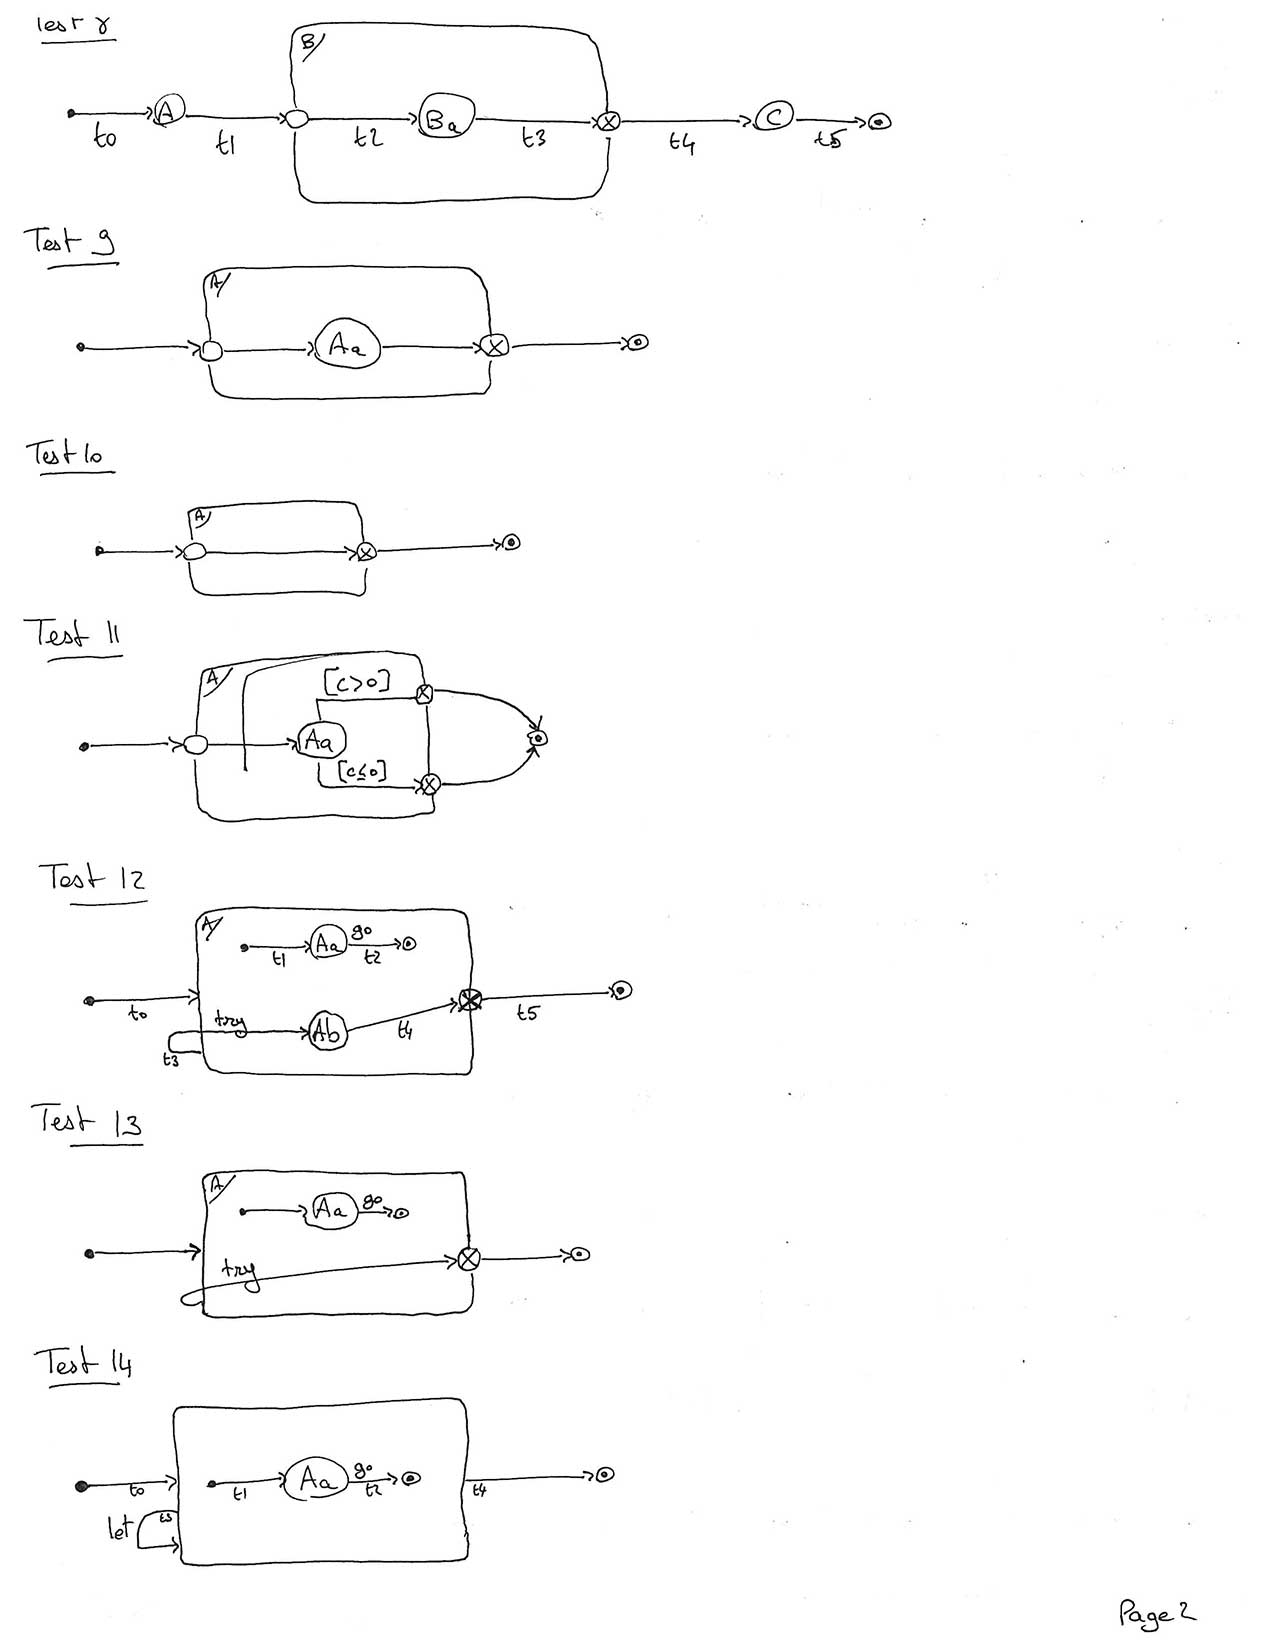 Test 8
B
A
Ba
C
t0 t1 t2 t3 t4 t5
Test 9
A
Aa
Test 10
A
Test 11
A
[c>0]
Aa
[c≤0]
Test 12
A
Aa go
t1 t2
t0
try Ab
t3 t4 t5
Test 13
A
Aa go
try
Test 14
Aa go
t0 t1 t2 t4
let t3
Page 2